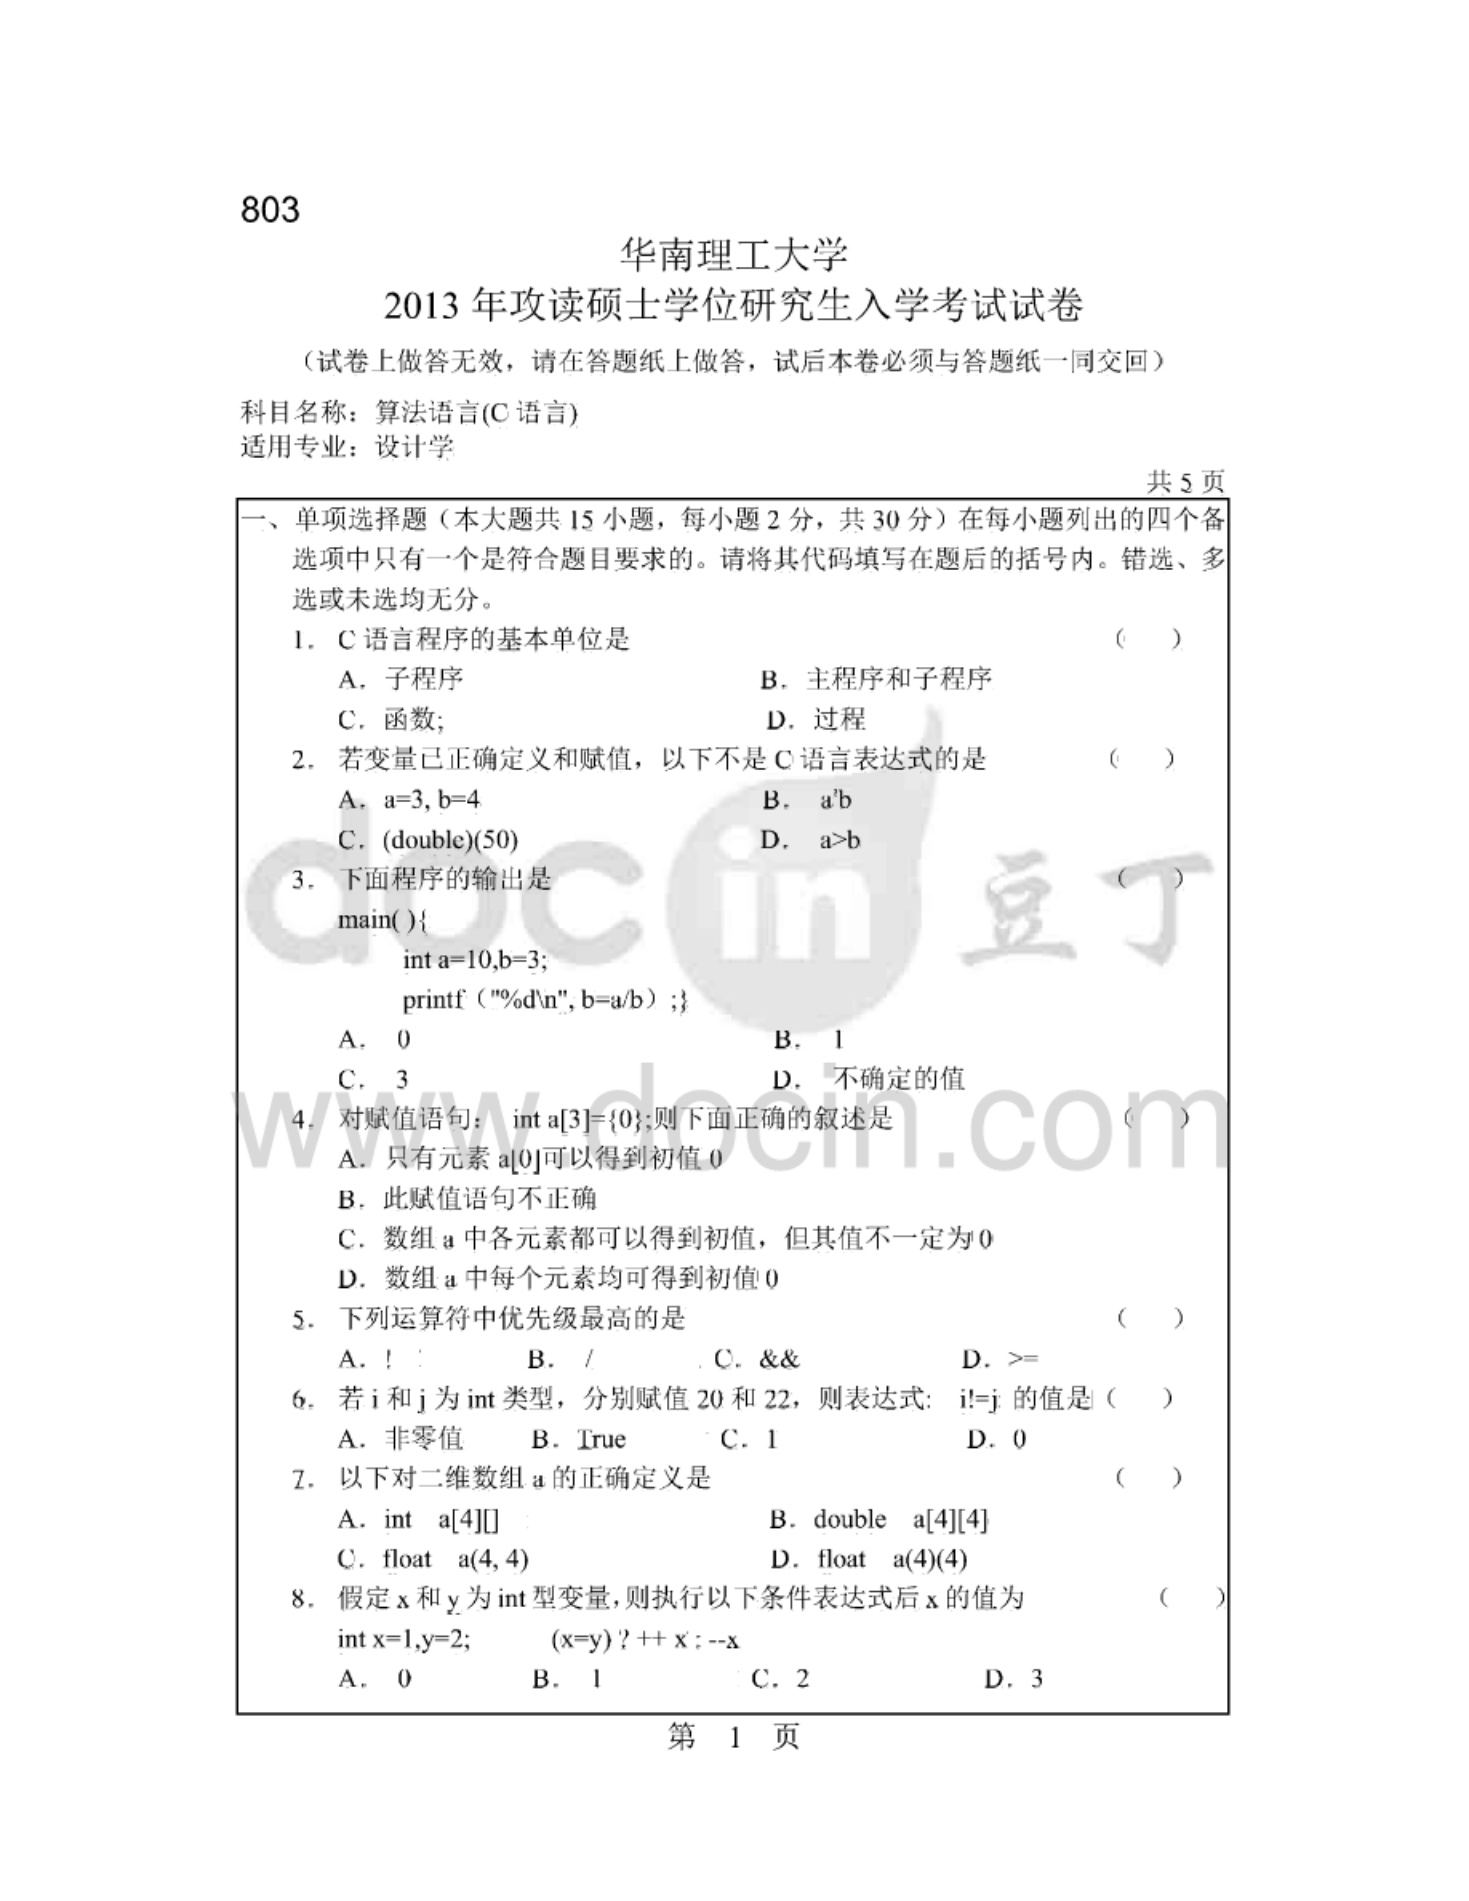 803
华南理工大学
2013 年攻读硕士学位研究生入学考试试卷
（试卷上做答无效，请在答题纸上做答，试后本卷必须与答题纸一同交回）
科目名称：算法语言(C 语言)
适用专业：设计学
共 5 页
一、单项选择题（本大题共 15 小题，每小题 2 分，共 30 分）在每小题列出的四个备
选项中只有一个是符合题目要求的。请将其代码填写在题后的括号内。错选、多
选或未选均无分。
1． C 语言程序的基本单位是 （ ）
A．子程序 B．主程序和子程序
C．函数; D．过程
2． 若变量已正确定义和赋值，以下不是 C 语言表达式的是 （ ）
A．a=3, b=4 B． a²b
C．(double)(50) D． a>b
3． 下面程序的输出是 （ ）
main( ){
int a=10,b=3;
printf（"%d\n", b=a/b）;}
A． 0 B． 1
C． 3 D． 不确定的值
4． 对赋值语句： int a[3]={0};则下面正确的叙述是 （ ）
A．只有元素 a[0]可以得到初值 0
B．此赋值语句不正确
C．数组 a 中各元素都可以得到初值，但其值不一定为 0
D．数组 a 中每个元素均可得到初值 0
5． 下列运算符中优先级最高的是 （ ）
A．! B． / C．&& D．>=
6． 若 i 和 j 为 int 类型，分别赋值 20 和 22，则表达式: i!=j 的值是（ ）
A．非零值 B．True C．1 D．0
7． 以下对二维数组 a 的正确定义是 （ ）
A．int a[4][] B．double a[4][4]
C．float a(4, 4) D．float a(4)(4)
8． 假定 x 和 y 为 int 型变量,则执行以下条件表达式后 x 的值为 （ ）
int x=1,y=2; (x=y) ? ++ x : --x
A． 0 B． 1 C．2 D．3
第 1 页
docin 豆丁
www.docin.com